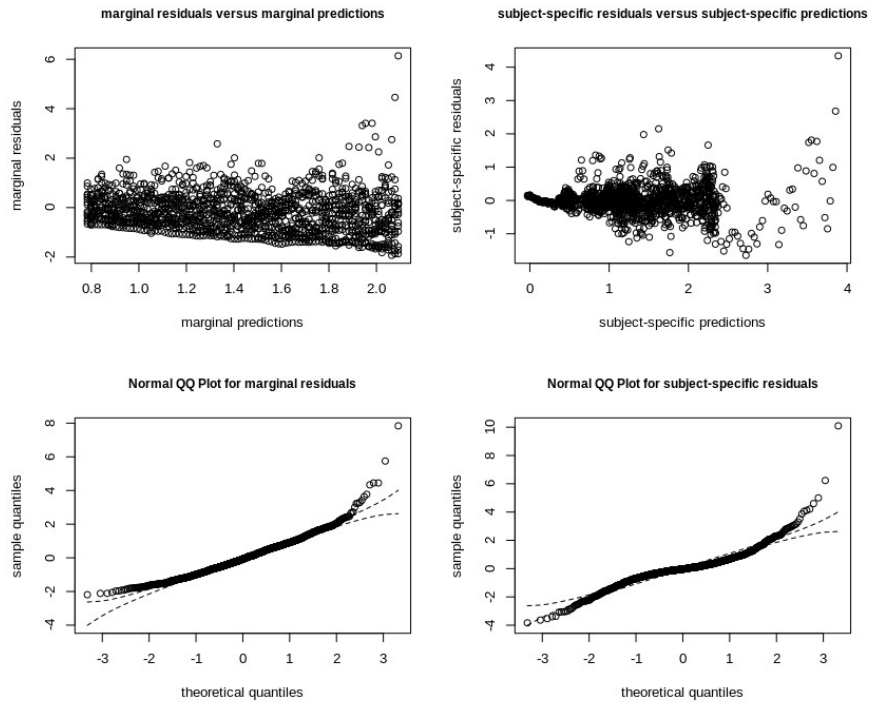 marginal residuals versus marginal predictions
marginal residuals
6
4
2
0
-2
0.8 1.0 1.2 1.4 1.6 1.8 2.0
marginal predictions
subject-specific residuals versus subject-specific predictions
subject-specific residuals
4
3
2
1
0
-1
0 1 2 3 4
subject-specific predictions
Normal QQ Plot for marginal residuals
sample quantiles
8
6
4
2
0
-2
-4
-3 -2 -1 0 1 2 3
theoretical quantiles
Normal QQ Plot for subject-specific residuals
sample quantiles
10
8
6
4
2
0
-2
-4
-3 -2 -1 0 1 2 3
theoretical quantiles